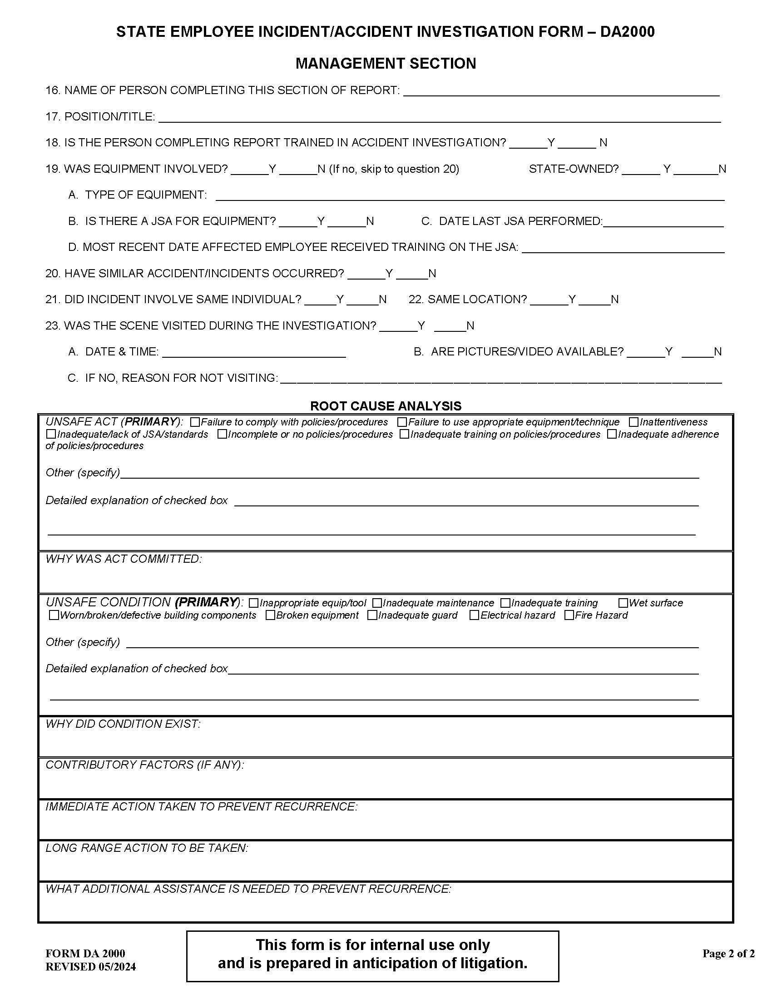 STATE EMPLOYEE INCIDENT/ACCIDENT INVESTIGATION FORM – DA2000
MANAGEMENT SECTION
16. NAME OF PERSON COMPLETING THIS SECTION OF REPORT:
17. POSITION/TITLE:
18. IS THE PERSON COMPLETING REPORT TRAINED IN ACCIDENT INVESTIGATION? ______Y ______ N
19. WAS EQUIPMENT INVOLVED? ______Y ______N (If no, skip to question 20) STATE-OWNED? ______ Y _______N
A. TYPE OF EQUIPMENT:
B. IS THERE A JSA FOR EQUIPMENT? ______Y ______N C. DATE LAST JSA PERFORMED:
D. MOST RECENT DATE AFFECTED EMPLOYEE RECEIVED TRAINING ON THE JSA:
20. HAVE SIMILAR ACCIDENT/INCIDENTS OCCURRED? ______Y _____N
21. DID INCIDENT INVOLVE SAME INDIVIDUAL? _____Y _____N 22. SAME LOCATION? ______Y _____N
23. WAS THE SCENE VISITED DURING THE INVESTIGATION? ______Y _____N
A. DATE & TIME: B. ARE PICTURES/VIDEO AVAILABLE? ______Y _____N
C. IF NO, REASON FOR NOT VISITING:
ROOT CAUSE ANALYSIS
UNSAFE ACT (PRIMARY): ☐Failure to comply with policies/procedures ☐Failure to use appropriate equipment/technique ☐Inattentiveness
☐Inadequate/lack of JSA/standards ☐Incomplete or no policies/procedures ☐Inadequate training on policies/procedures ☐Inadequate adherence
of policies/procedures
Other (specify)
Detailed explanation of checked box
WHY WAS ACT COMMITTED:
UNSAFE CONDITION (PRIMARY): ☐Inappropriate equip/tool ☐Inadequate maintenance ☐Inadequate training ☐Wet surface
☐Worn/broken/defective building components ☐Broken equipment ☐Inadequate guard ☐Electrical hazard ☐Fire Hazard
Other (specify)
Detailed explanation of checked box
WHY DID CONDITION EXIST:
CONTRIBUTORY FACTORS (IF ANY):
IMMEDIATE ACTION TAKEN TO PREVENT RECURRENCE:
LONG RANGE ACTION TO BE TAKEN:
WHAT ADDITIONAL ASSISTANCE IS NEEDED TO PREVENT RECURRENCE:
This form is for internal use only
and is prepared in anticipation of litigation.
FORM DA 2000
REVISED 05/2024
Page 2 of 2